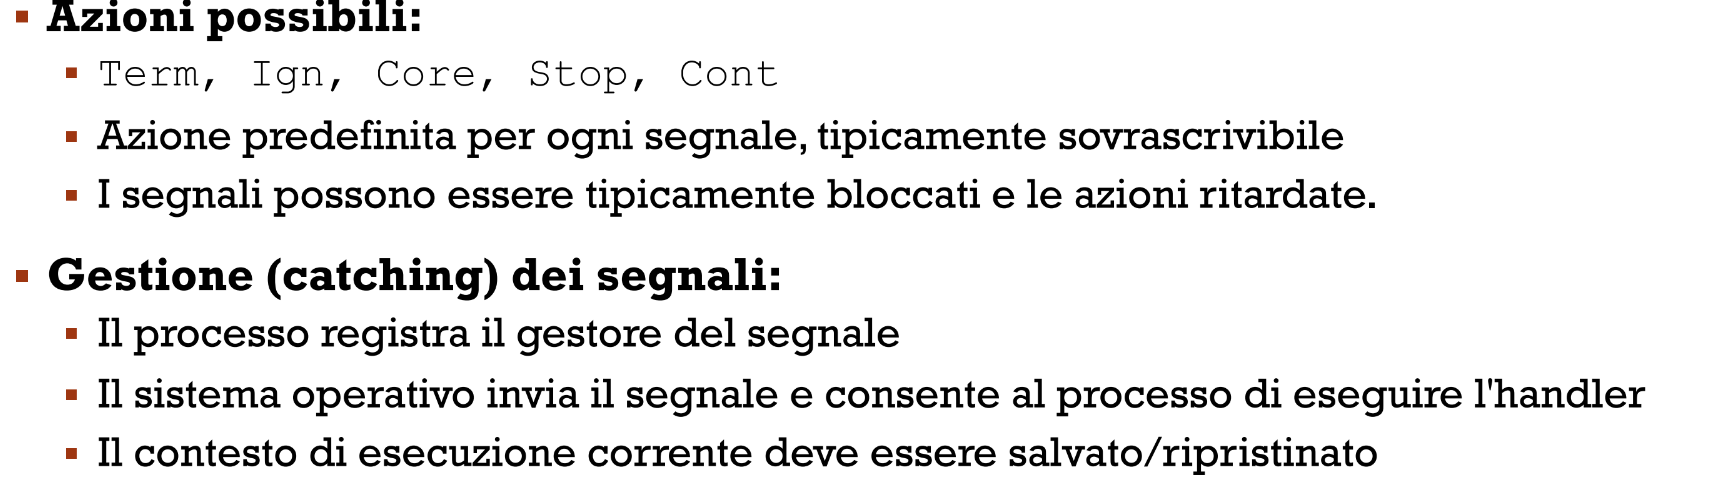 ▪ Azioni possibili:
▪ Term, Ign, Core, Stop, Cont
▪ Azione predefinita per ogni segnale, tipicamente sovrascrivibile
▪ I segnali possono essere tipicamente bloccati e le azioni ritardate.
▪ Gestione (catching) dei segnali:
▪ Il processo registra il gestore del segnale
▪ Il sistema operativo invia il segnale e consente al processo di eseguire l'handler
▪ Il contesto di esecuzione corrente deve essere salvato/ripristinato